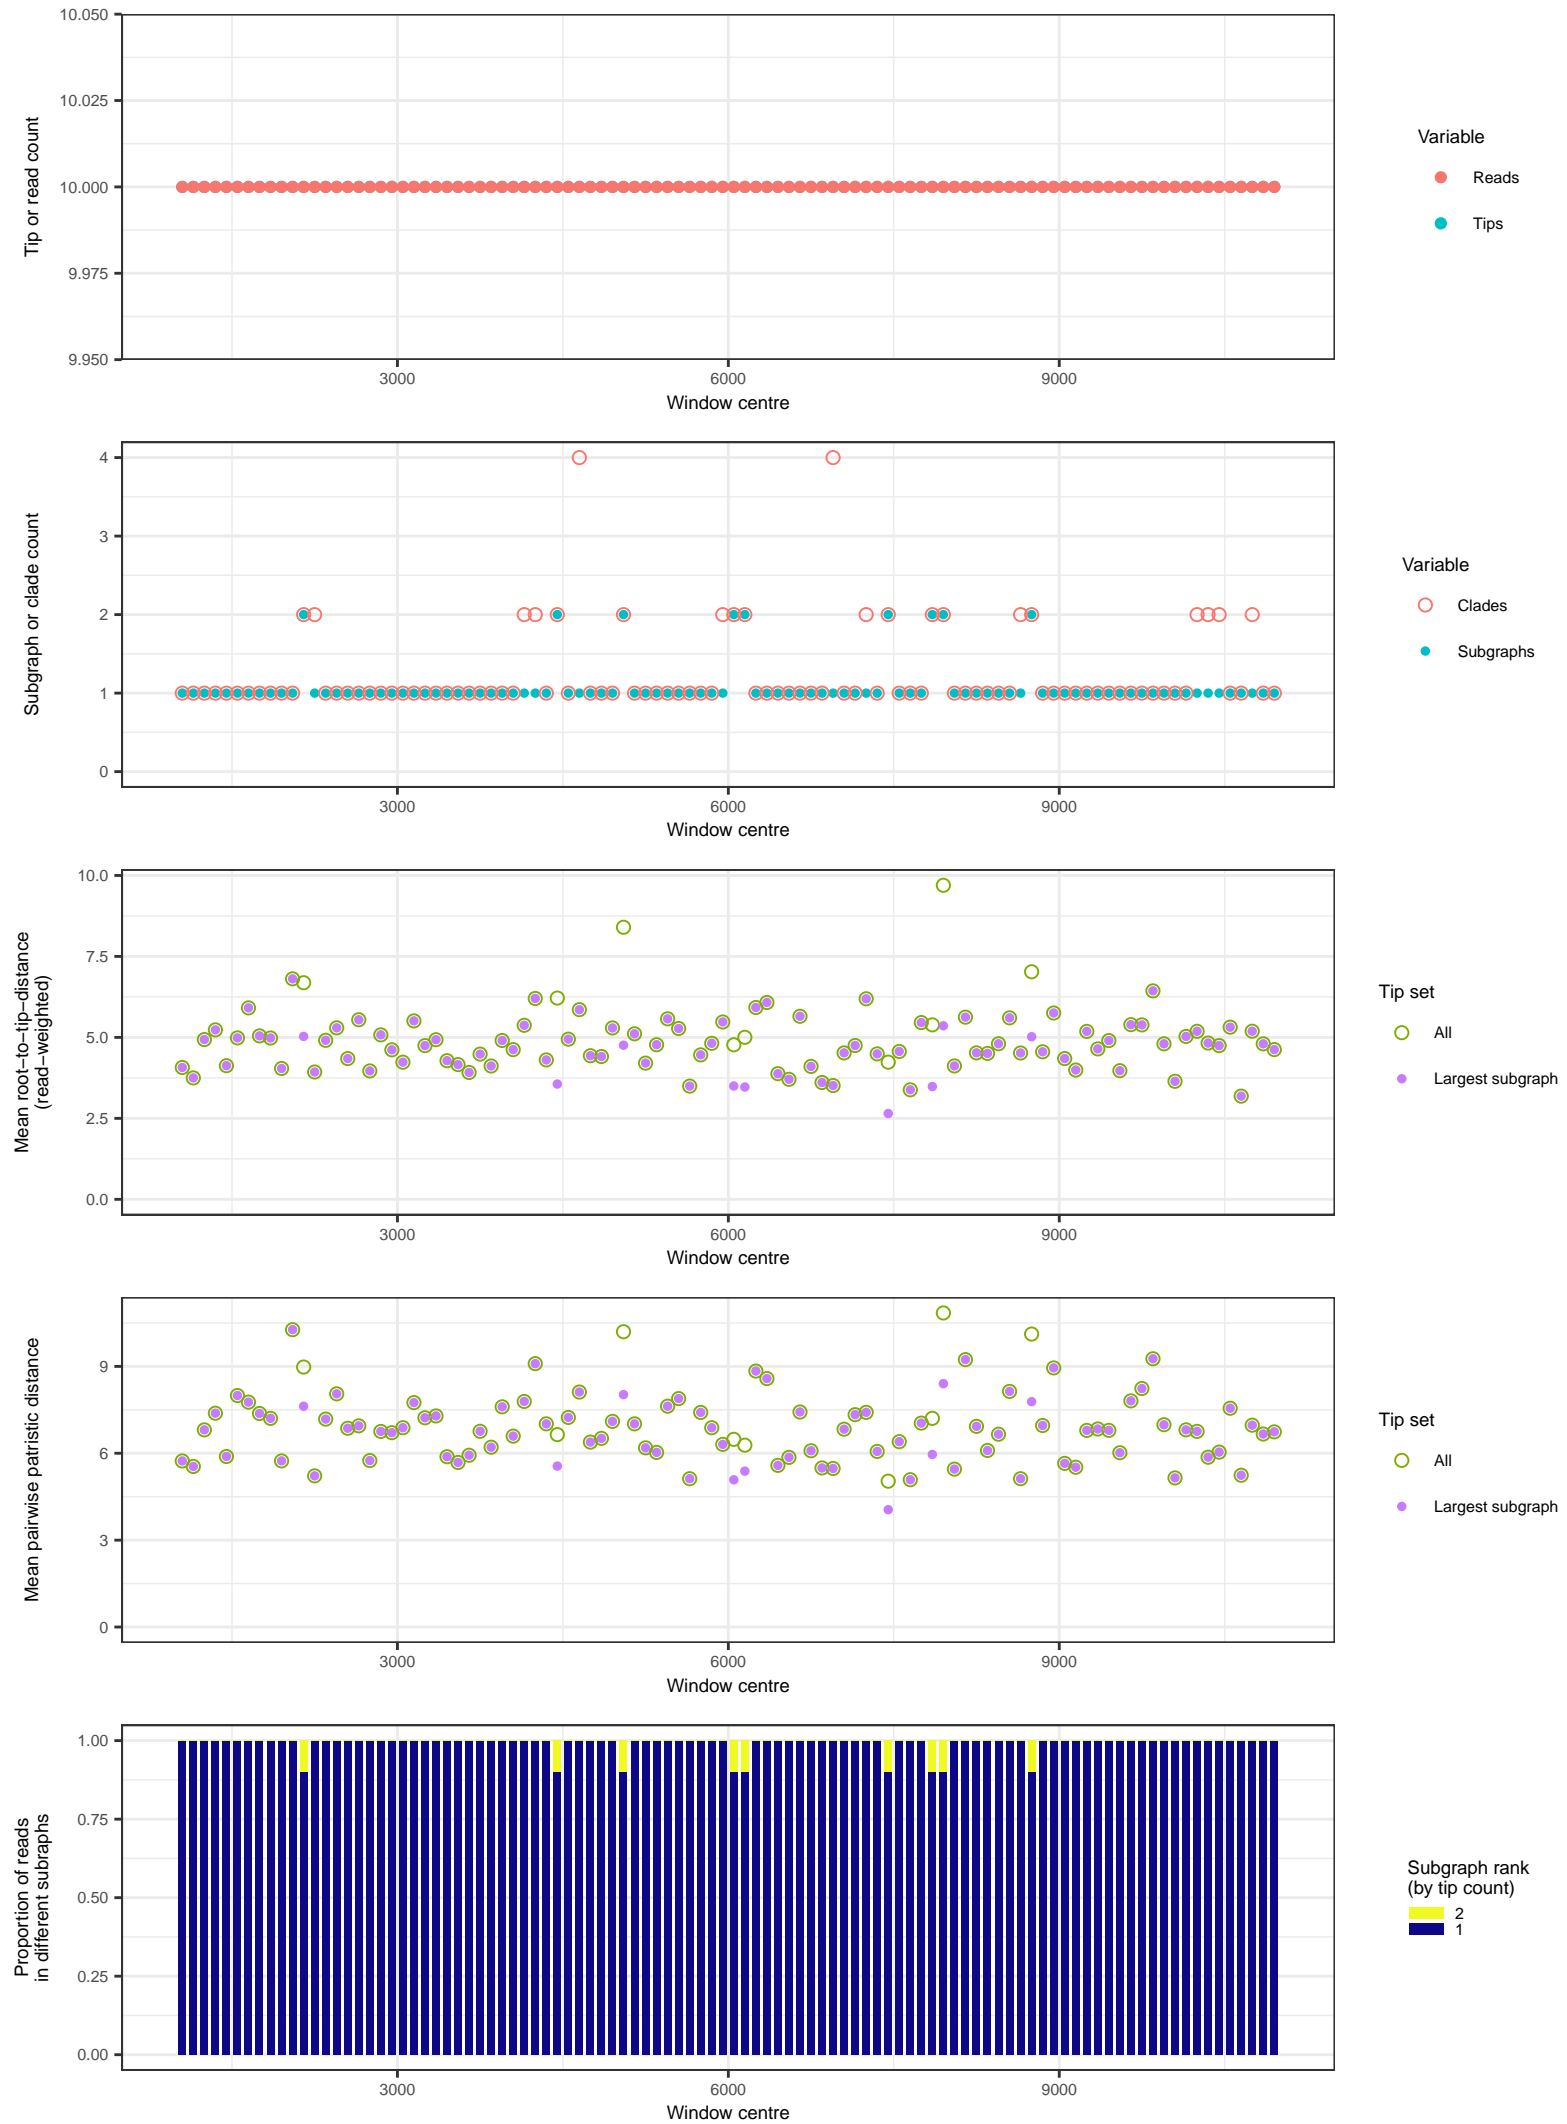 10.050
10.025
10.000
9.975
9.950
Tip or read count
3000
6000
9000
Window centre
Variable
Reads
Tips
4
3
2
1
0
Subgraph or clade count
3000
6000
9000
Window centre
Variable
Clades
Subgraphs
10.0
7.5
5.0
2.5
0.0
Mean root−to−tip−distance
(read−weighted)
3000
6000
9000
Window centre
Tip set
All
Largest subgraph
9
6
3
0
Mean pairwise patristic distance
3000
6000
9000
Window centre
Tip set
All
Largest subgraph
1.00
0.75
0.50
0.25
0.00
Proportion of reads
in different subraphs
3000
6000
9000
Window centre
Subgraph rank
(by tip count)
2
1